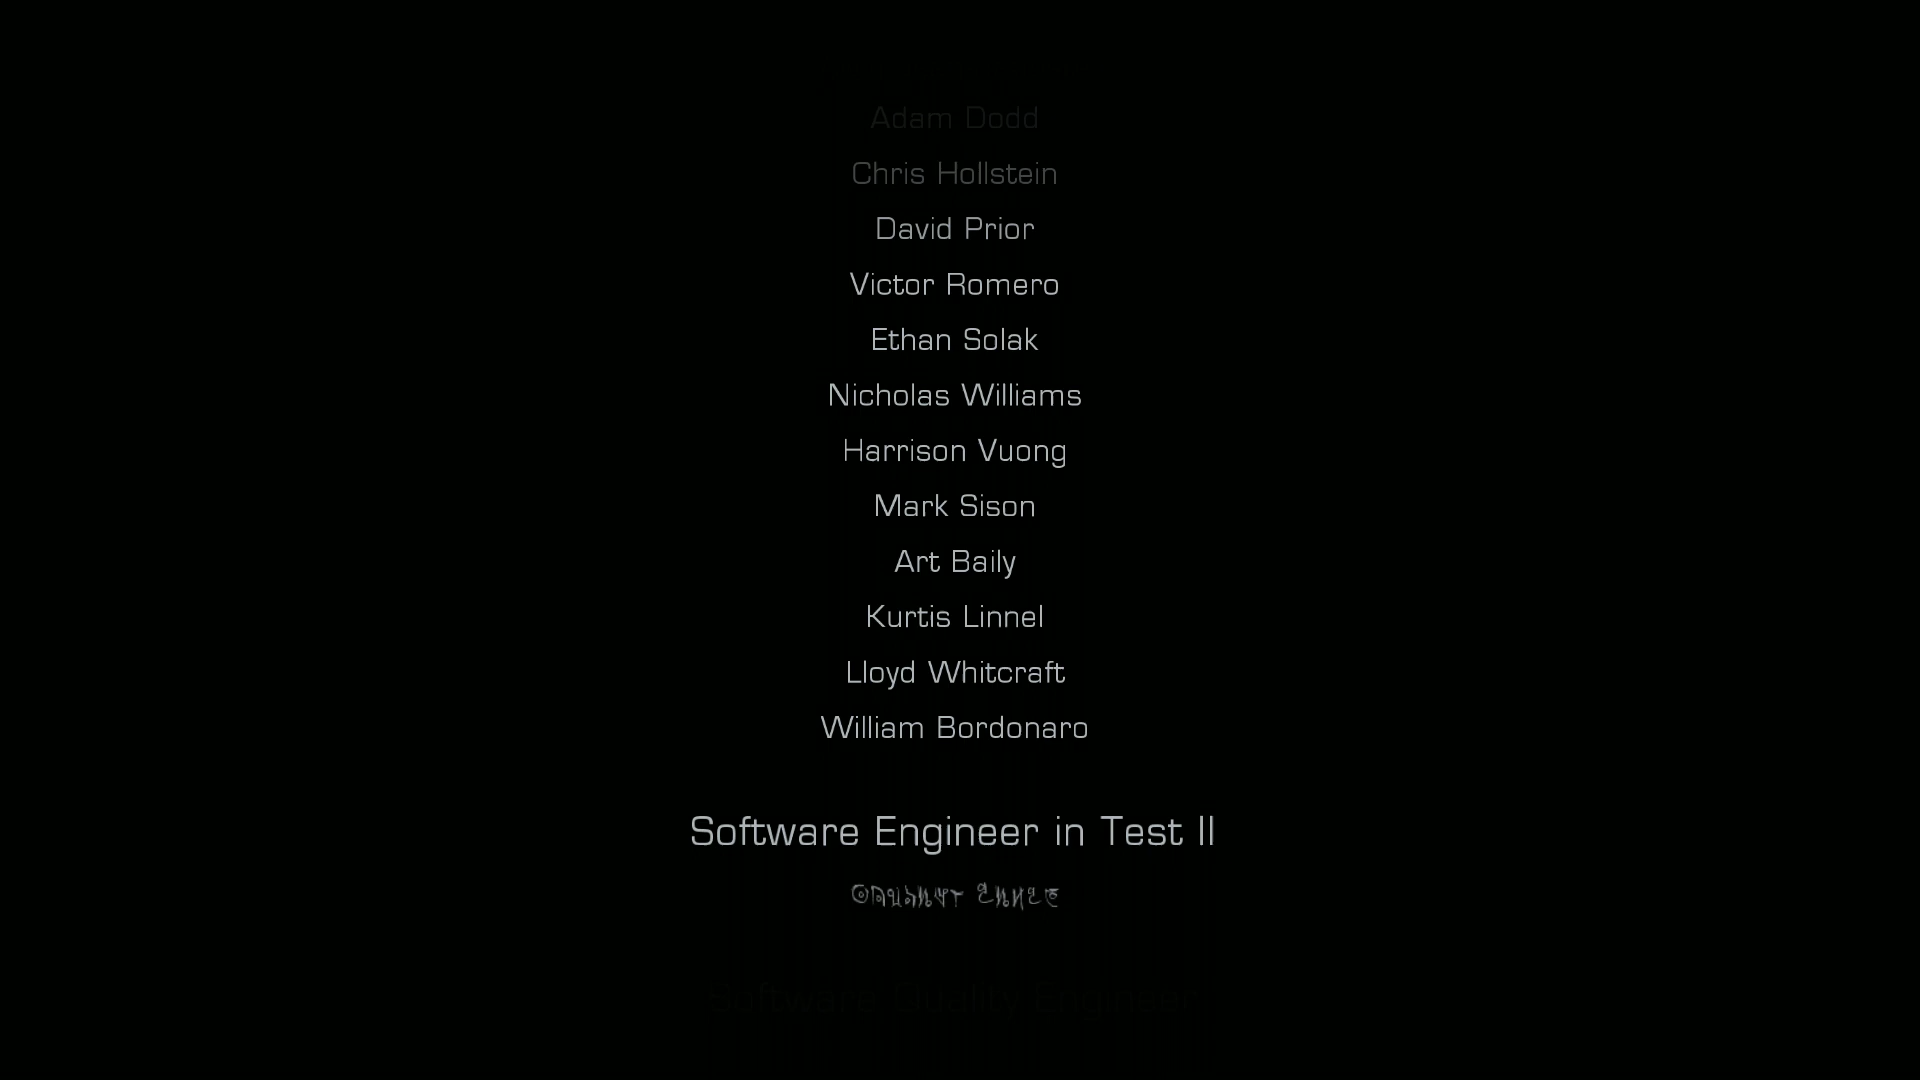 Adam Dodd
Chris Hollstein
David Prior
Victor Romero
Ethan Solak
Nicholas Williams
Harrison Vuong
Mark Sison
Art Baily
Kurtis Linnel
Lloyd Whitcraft
William Bordonaro
Software Engineer in Test II
Software Quality Engineer